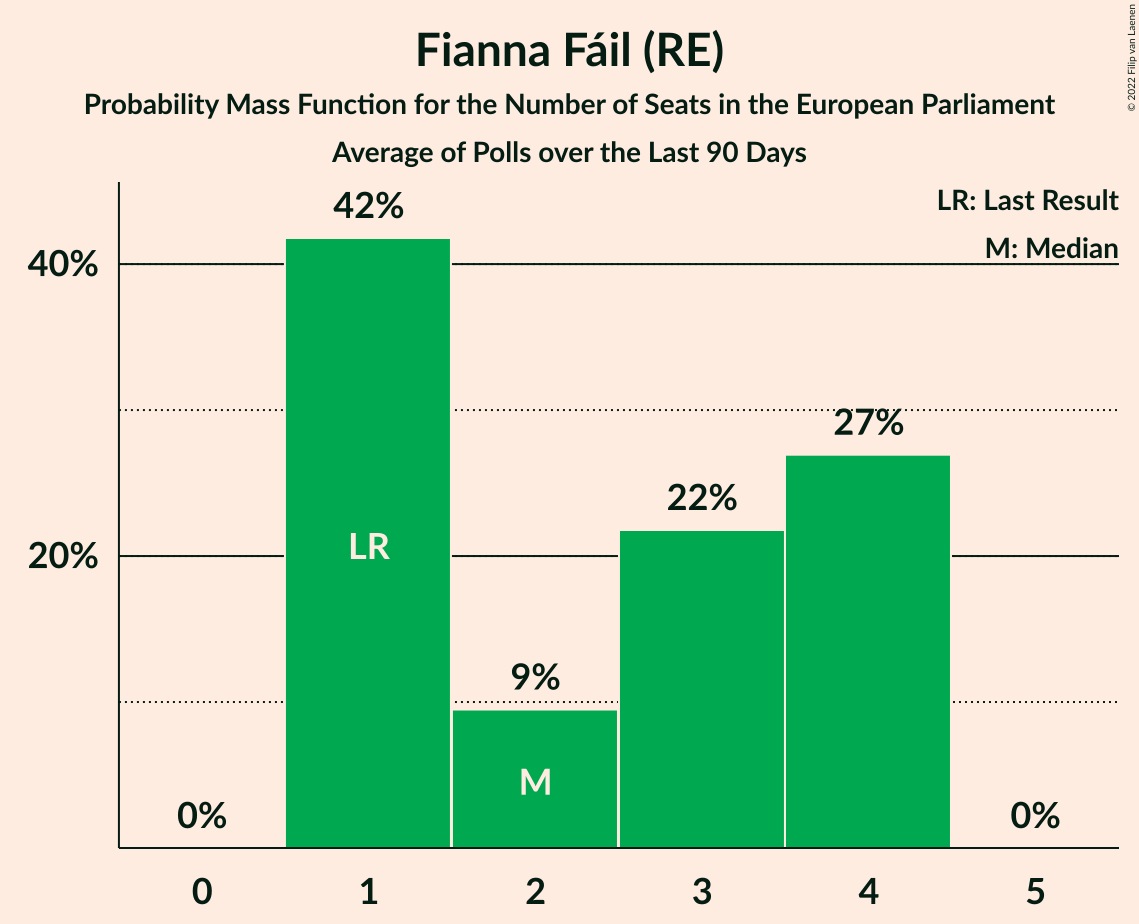 Fianna Fáil (RE)
Probability Mass Function for the Number of Seats in the European Parliament
Average of Polls over the Last 90 Days
© 2022 Filip van Laenen
LR: Last Result
M: Median
42%
40%
27%
22%
20%
LR
9%
M
0%
0%
0 1 2 3 4 5